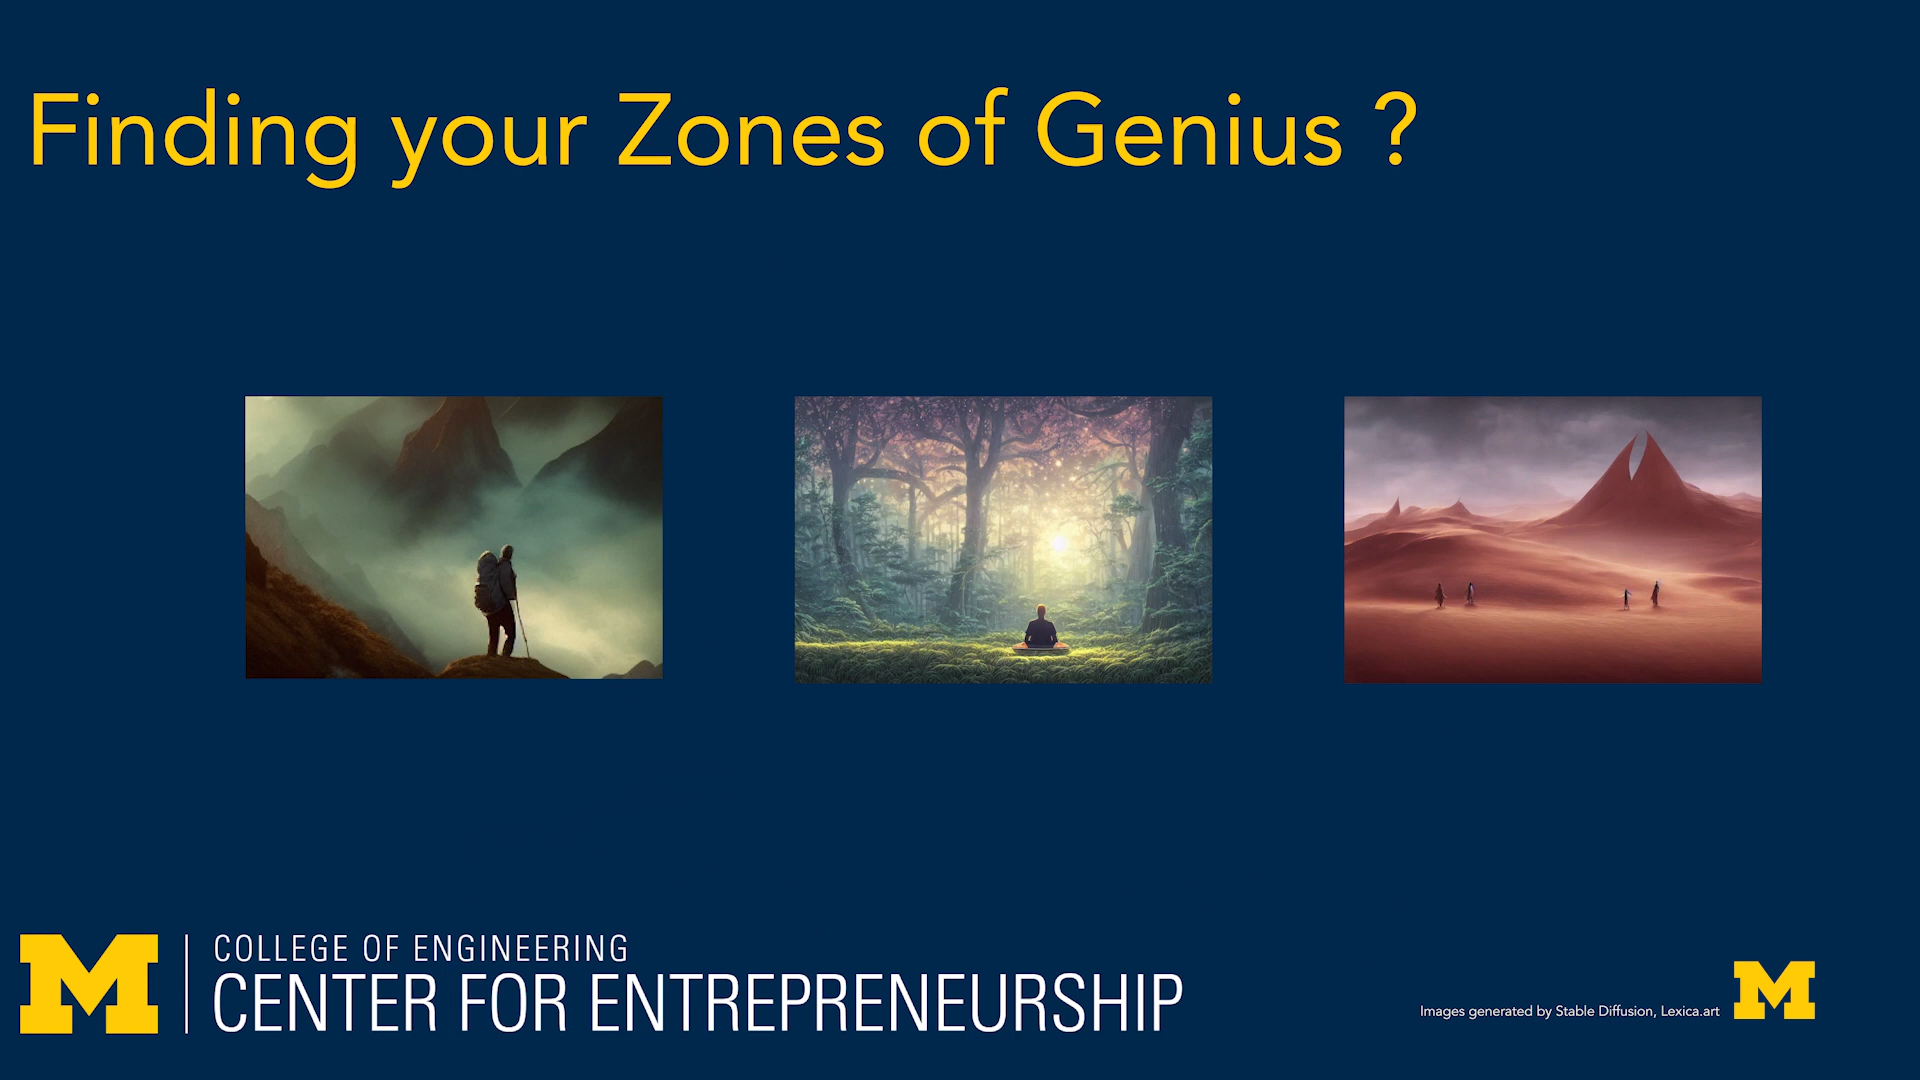 Finding your Zones of Genius ?
M
COLLEGE OF ENGINEERING
CENTER FOR ENTREPRENEURSHIP
Images generated by Stable Diffusion, Lexica.art
M